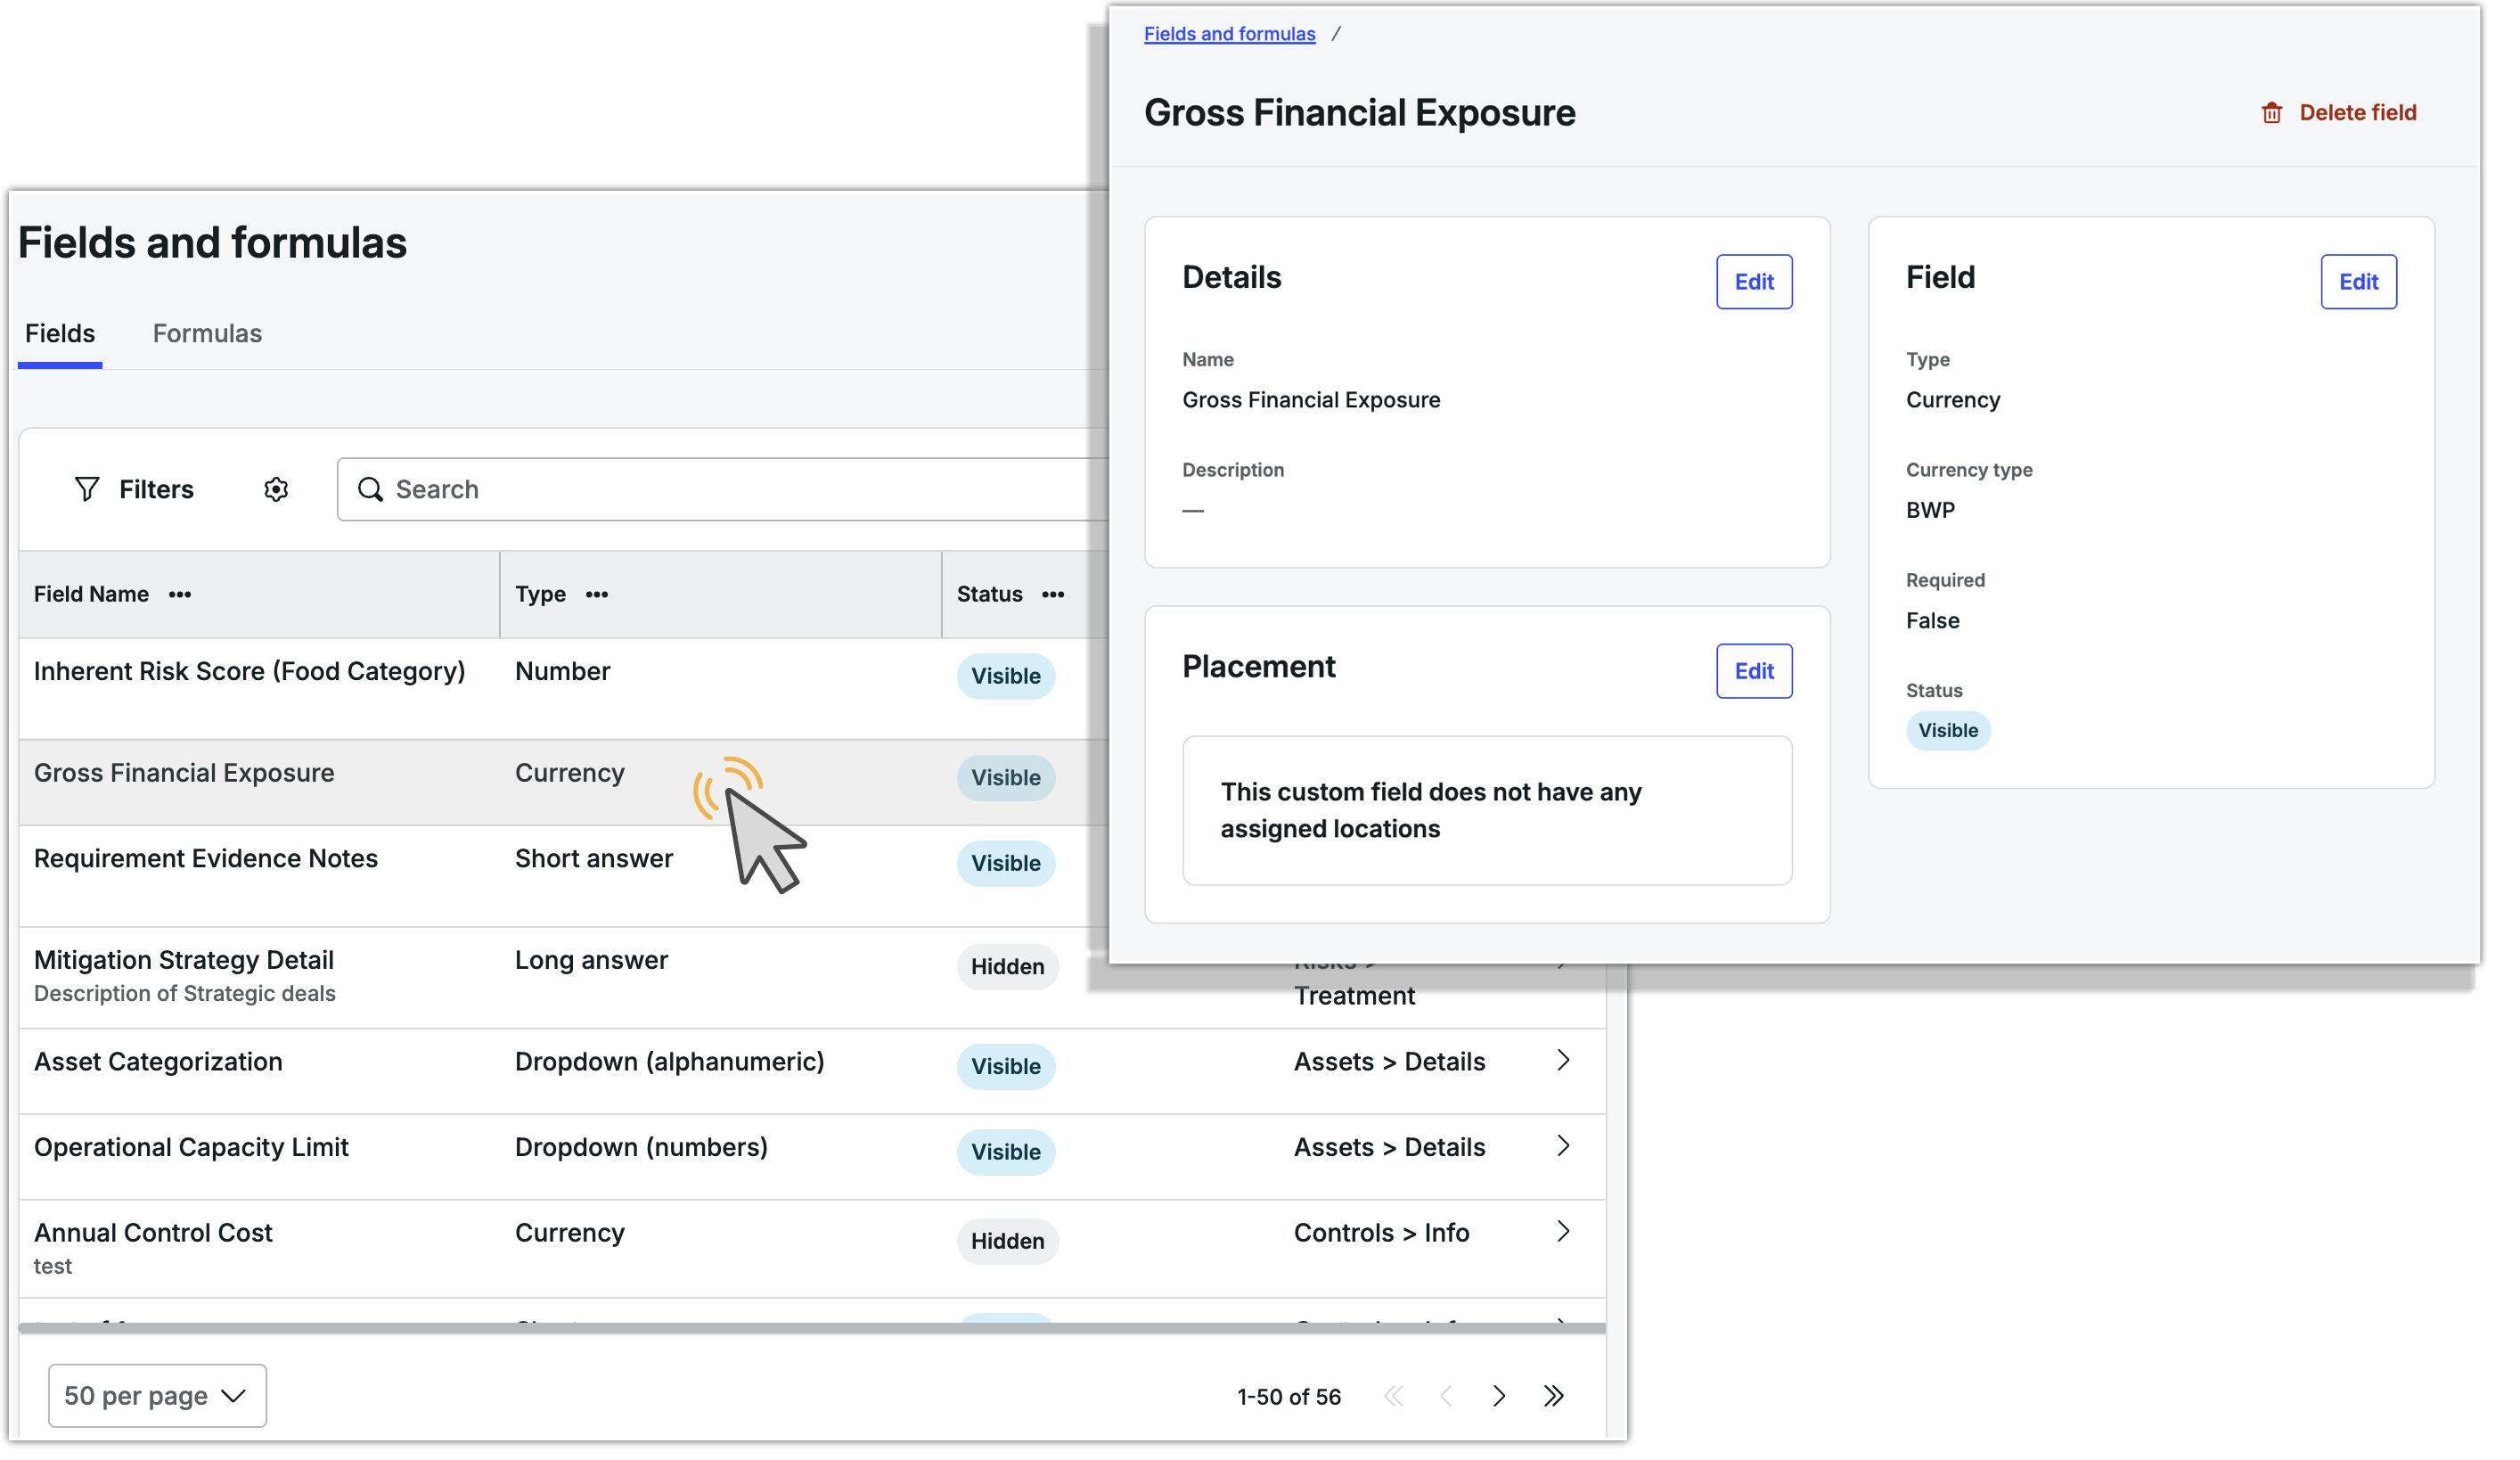 Fields and formulas /
Gross Financial Exposure
Delete field
Details
Edit
Name
Gross Financial Exposure
Description
—
Placement
Edit
This custom field does not have any
assigned locations
Field
Edit
Type
Currency
Currency type
BWP
Required
False
Status
Visible
Fields and formulas
Fields Formulas
Filters Search
Field Name ••• Type ••• Status •••
Inherent Risk Score (Food Category) Number Visible
Gross Financial Exposure Currency Visible
Requirement Evidence Notes Short answer Visible
Mitigation Strategy Detail Long answer Hidden
Description of Strategic deals Treatment
Asset Categorization Dropdown (alphanumeric) Visible Assets > Details
Operational Capacity Limit Dropdown (numbers) Visible Assets > Details
Annual Control Cost Currency Hidden Controls > Info
test
50 per page 1-50 of 56